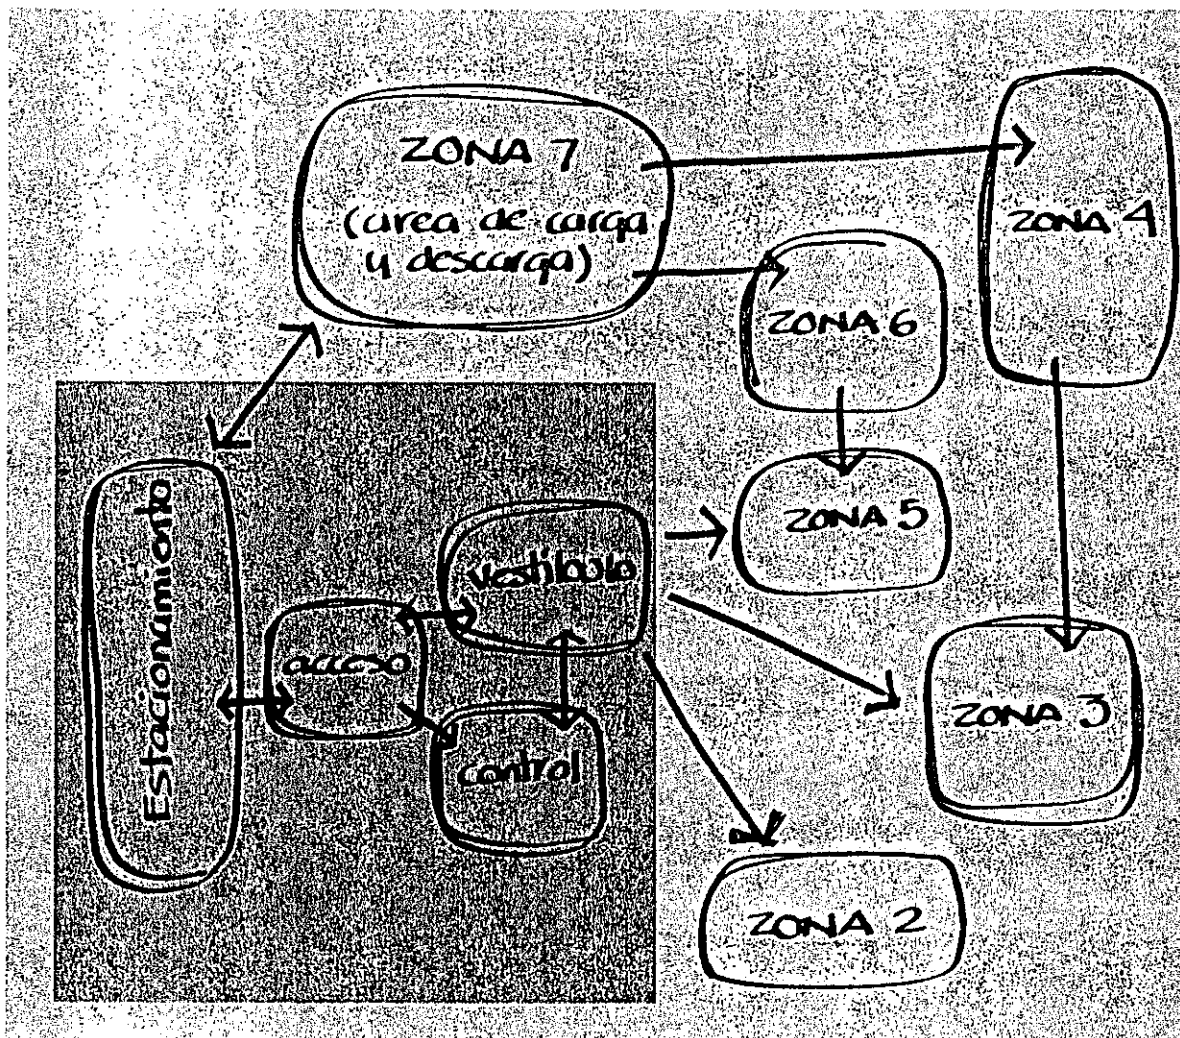 ZONA 7
(area de carga
y descarga)
ZONA 4
ZONA 6
ZONA 5
vestibulo
Estacionamiento
acceso
ZONA 3
control
ZONA 2